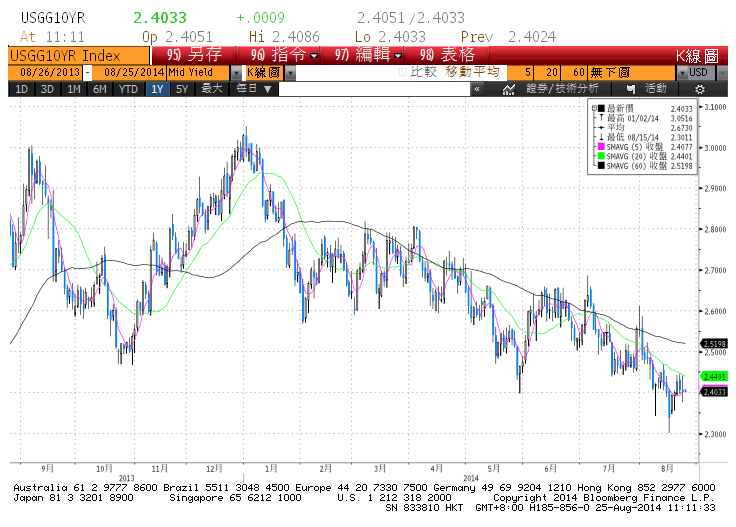 USGG10YR 2.4033 +.0009 2.4051/2.4033
At 11:11 Op 2.4051 Hi 2.4086 Lo 2.4033 Prev 2.4024
USGG10YR Index 95) 另存 96) 指令 97) 編輯 98) 表格 K線圖
08/26/2013 - 08/25/2014 Mid Yield K線圖 比較 移動平均 5 20 60 無下圖 USD
1D 3D 1M 6M YTD 1Y 5Y 最大 每日 « 證券/技術分析 活動
最新價 2.4033
最高 01/02/14 3.0516
平均 2.6730
最低 08/15/14 2.3011
SMAVG (5) 收盤 2.4077
SMAVG (20) 收盤 2.4401
SMAVG (60) 收盤 2.5198
3.1000
3.0000
2.9000
2.8000
2.7000
2.6000
2.5198
2.5000
2.4401
2.4033
2.3000
9月 10月 11月 12月 1月 2月 3月 4月 5月 6月 7月 8月
2013 2014
Australia 61 2 9777 8600 Brazil 5511 3048 4500 Europe 44 20 7330 7500 Germany 49 69 9204 1210 Hong Kong 852 2977 6000
Japan 81 3 3201 8900 Singapore 65 6212 1000 U.S. 1 212 318 2000 Copyright 2014 Bloomberg Finance L.P.
SN 833810 HKT GMT+8:00 H185-856-0 25-Aug-2014 11:11:33